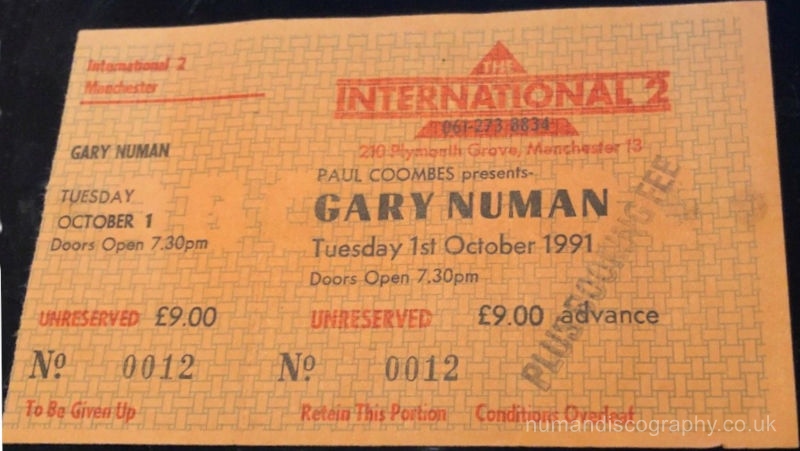 International 2
Manchester
GARY NUMAN
TUESDAY
OCTOBER 1
Doors Open 7.30pm
UNRESERVED £9.00
Nº 0012
To Be Given Up
THE
INTERNATIONAL 2
061-273 8834
210 Plymouth Grove, Manchester 13
PAUL COOMBES presents-
GARY NUMAN
Tuesday 1st October 1991
Doors Open 7.30pm
UNRESERVED £9.00 advance
Nº 0012
Retain This Portion Conditions Overleaf
PLUS BOOKING FEE
numandiscography.co.uk